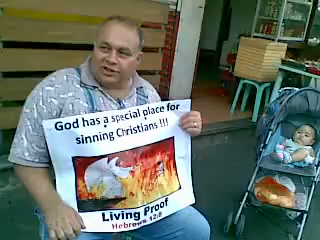 God has a special place for
sinning Christians !!!
Living Proof
Hebrews 12:8